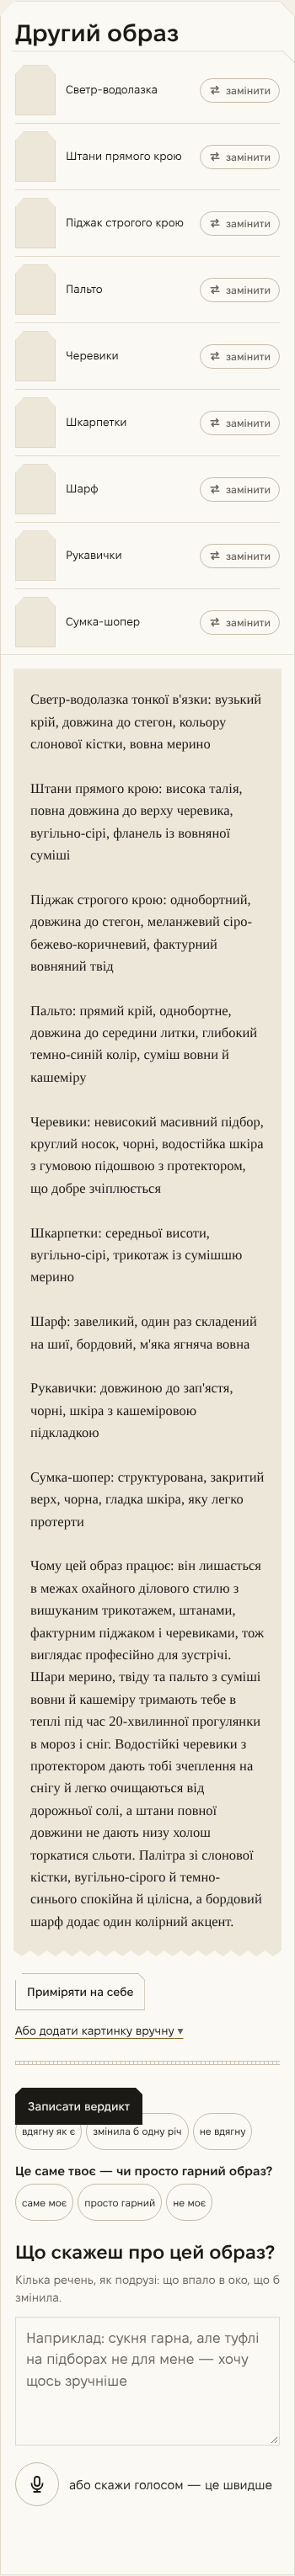 Другий образ
Светр-водолазка
замінити
Штани прямого крою
замінити
Піджак строгого крою
замінити
Пальто
замінити
Черевики
замінити
Шкарпетки
замінити
Шарф
замінити
Рукавички
замінити
Сумка-шопер
замінити
Светр-водолазка тонкої в'язки: вузький
крій, довжина до стегон, кольору
слонової кістки, вовна мерино
Штани прямого крою: висока талія,
повна довжина до верху черевика,
вугільно-сірі, фланель із вовняної
суміші
Піджак строгого крою: однобортний,
довжина до стегон, меланжевий сіро-
бежево-коричневий, фактурний
вовняний твід
Пальто: прямий крій, однобортне,
довжина до середини литки, глибокий
темно-синій колір, суміш вовни й
кашеміру
Черевики: невисокий масивний підбор,
круглий носок, чорні, водостійка шкіра
з гумовою підошвою з протектором,
що добре зчіплюється
Шкарпетки: середньої висоти,
вугільно-сірі, трикотаж із сумішшю
мерино
Шарф: завеликий, один раз складений
на шиї, бордовий, м'яка ягняча вовна
Рукавички: довжиною до зап'ястя,
чорні, шкіра з кашеміровою
підкладкою
Сумка-шопер: структурована, закритий
верх, чорна, гладка шкіра, яку легко
протерти
Чому цей образ працює: він лишається
в межах охайного ділового стилю з
вишуканим трикотажем, штанами,
фактурним піджаком і черевиками, тож
виглядає професійно для зустрічі.
Шари мерино, твіду та пальто з суміші
вовни й кашеміру тримають тебе в
теплі під час 20-хвилинної прогулянки
в мороз і сніг. Водостійкі черевики з
протектором дають тобі зчеплення на
снігу й легко очищаються від
дорожньої солі, а штани повної
довжини не дають низу холош
торкатися сльоти. Палітра зі слонової
кістки, вугільно-сірого й темно-
синього спокійна й цілісна, а бордовий
шарф додає один колірний акцент.
Приміряти на себе
Або додати картинку вручну ▾
Записати вердикт
вдягну як є
змінила б одну річ
не вдягну
Це саме твоє — чи просто гарний образ?
саме моє
просто гарний
не моє
Що скажеш про цей образ?
Кілька речень, як подрузі: що впало в око, що б
змінила.
Наприклад: сукня гарна, але туфлі
на підборах не для мене — хочу
щось зручніше
або скажи голосом — це швидше